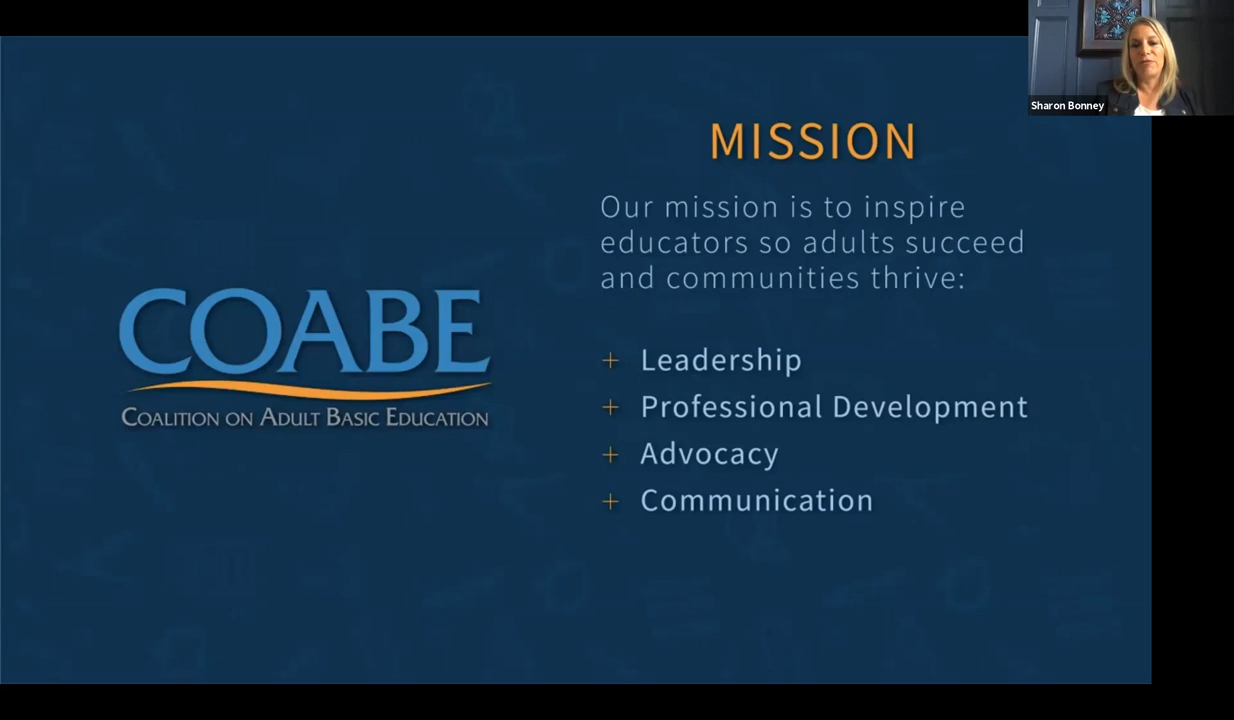 Sharon Bonney
MISSION
Our mission is to inspire
educators so adults succeed
and communities thrive:
COABE
COALITION ON ADULT BASIC EDUCATION
+ Leadership
+ Professional Development
+ Advocacy
+ Communication